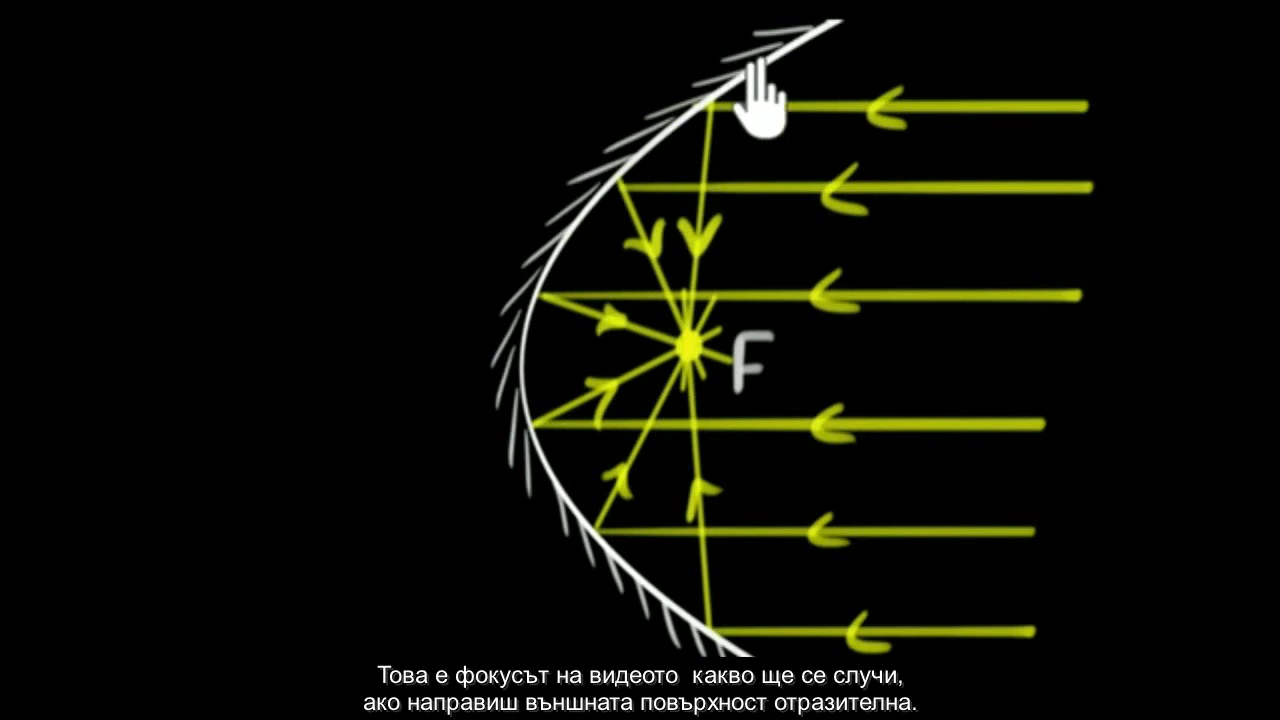 F
Това е фокусът на видеото какво ще се случи,
ако направиш външната повърхност отразителна.